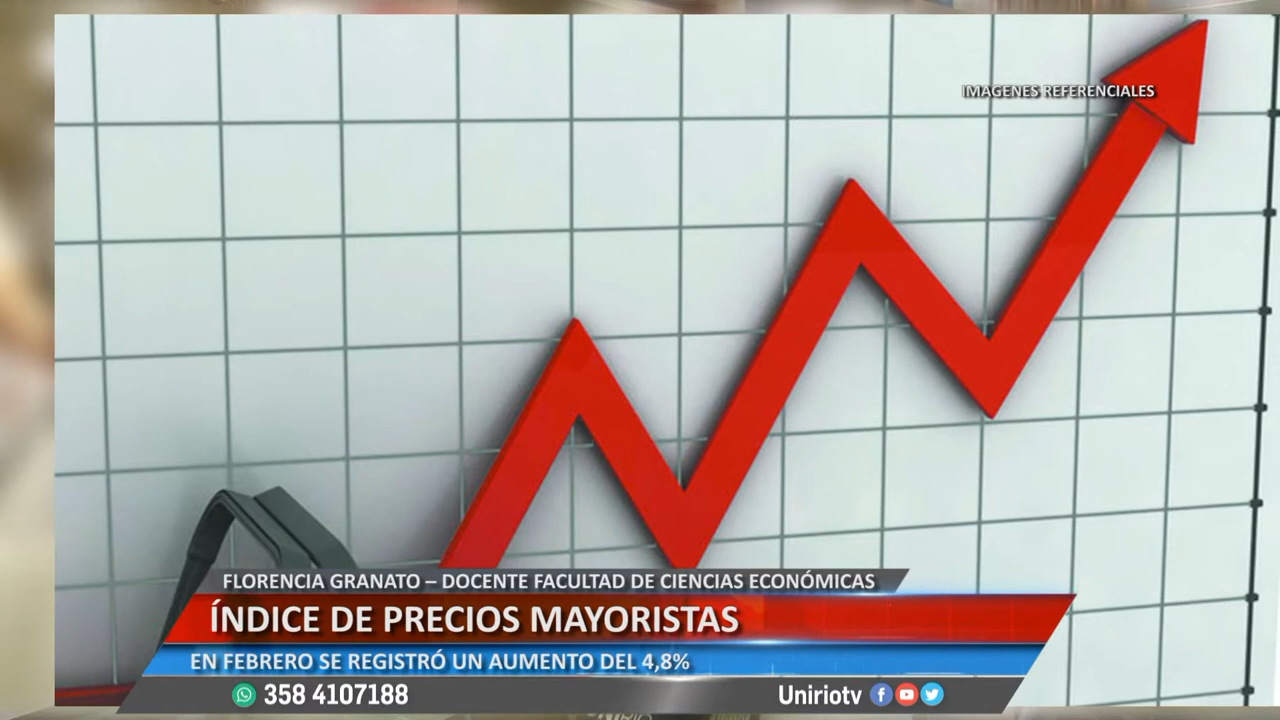 IMAGENES REFERENCIALES
FLORENCIA GRANATO – DOCENTE FACULTAD DE CIENCIAS ECONÓMICAS
ÍNDICE DE PRECIOS MAYORISTAS
EN FEBRERO SE REGISTRÓ UN AUMENTO DEL 4,8%
358 4107188
Uniriotv